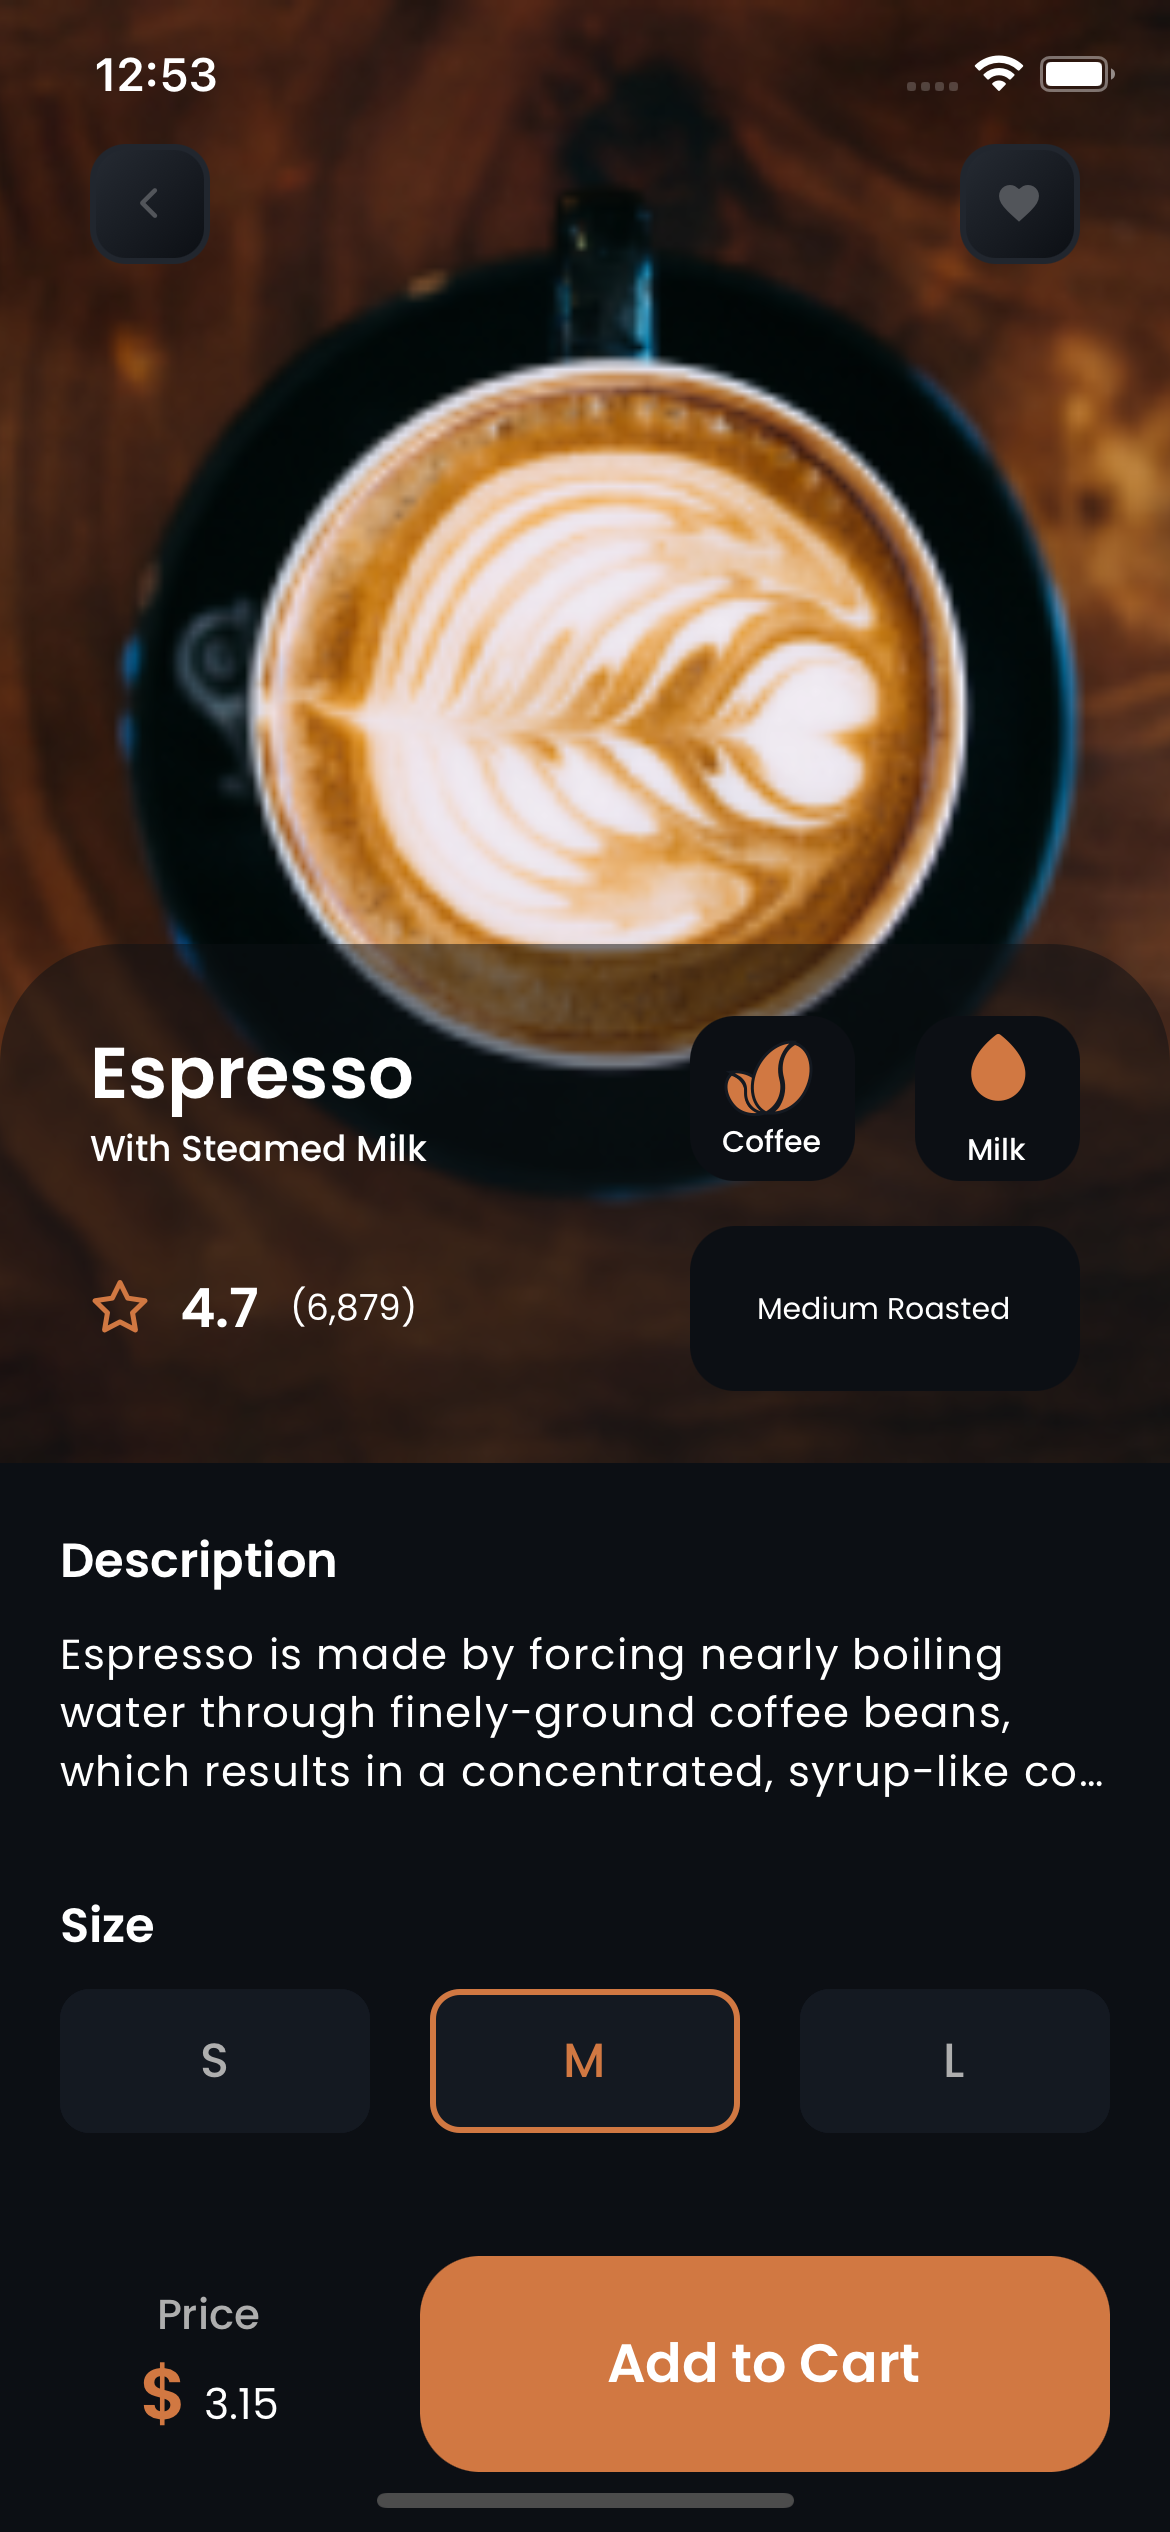 12:53
Espresso
With Steamed Milk
Coffee
Milk
4.7 (6,879)
Medium Roasted
Description
Espresso is made by forcing nearly boiling
water through finely-ground coffee beans,
which results in a concentrated, syrup-like co...
Size
S
M
L
Price
$ 3.15
Add to Cart